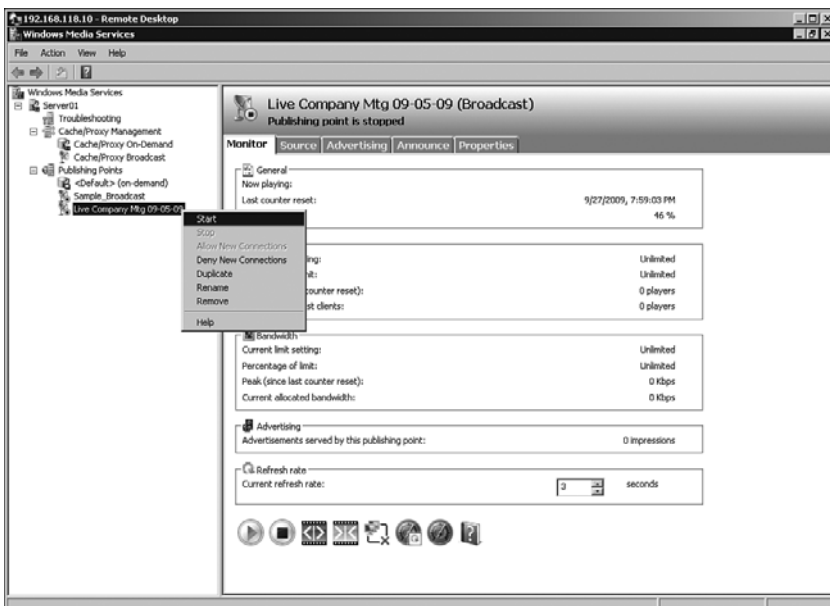 192.168.118.10 - Remote Desktop
Windows Media Services
File Action View Help
Windows Media Services
Server01
Troubleshooting
Cache/Proxy Management
Cache/Proxy On-Demand
Cache/Proxy Broadcast
Publishing Points
<Default> (on-demand)
Sample_Broadcast
Live Company Mtg 09-05-09
Start
Stop
Allow New Connections
Deny New Connections
Duplicate
Rename
Remove
Help
Live Company Mtg 09-05-09 (Broadcast)
Publishing point is stopped
Monitor Source Advertising Announce Properties
General
Now playing:
Last counter reset: 9/27/2009, 7:59:03 PM
46 %
ing: Unlimited
it: Unlimited
counter reset): 0 players
st clients: 0 players
Bandwidth
Current limit setting: Unlimited
Percentage of limit: Unlimited
Peak (since last counter reset): 0 Kbps
Current allocated bandwidth: 0 Kbps
Advertising
Advertisements served by this publishing point: 0 impressions
Refresh rate
Current refresh rate: 3 seconds